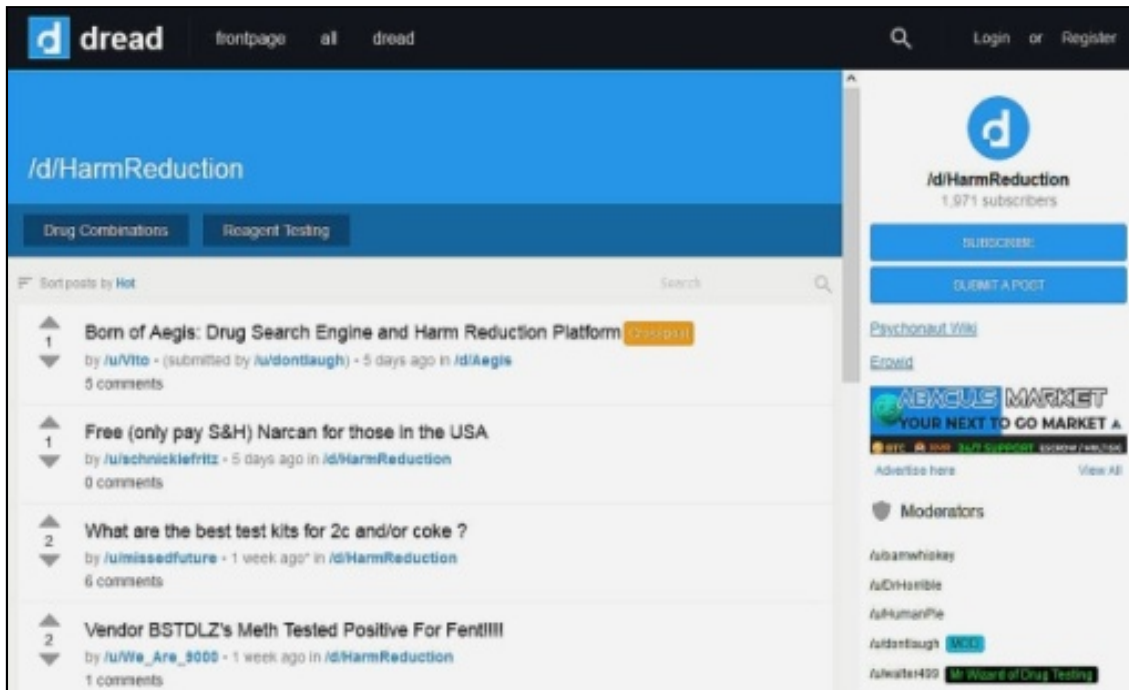 dread
frontpage all dread
Login or Register
/d/HarmReduction
Drug Combinations Reagent Testing
Sort posts by Hot
Search
1
Born of Aegis: Drug Search Engine and Harm Reduction Platform Crosspost
by /u/Vito - (submitted by /u/dontlaugh) - 5 days ago in /d/Aegis
5 comments
1
Free (only pay S&H) Narcan for those in the USA
by /u/schnicklefritz - 5 days ago in /d/HarmReduction
0 comments
2
What are the best test kits for 2c and/or coke ?
by /u/missedfuture - 1 week ago* in /d/HarmReduction
6 comments
2
Vendor BSTDLZ's Meth Tested Positive For Fent!!!!
by /u/We_Are_ - 1 week ago in /d/HarmReduction
1 comments
/d/HarmReduction
1,971 subscribers
SUBSCRIBE
SUBMIT A POST
Psychonaut Wiki
Erowid
ABACUS MARKET
YOUR NEXT TO GO MARKET
BTC XMR 24/7 SUPPORT
Advertise here View All
Moderators
/u/samwhiskey
/u/DrHorrible
/u/HumanPie
/u/dontlaugh MOD
/u/walter499 Mr Wizard of Drug Testing